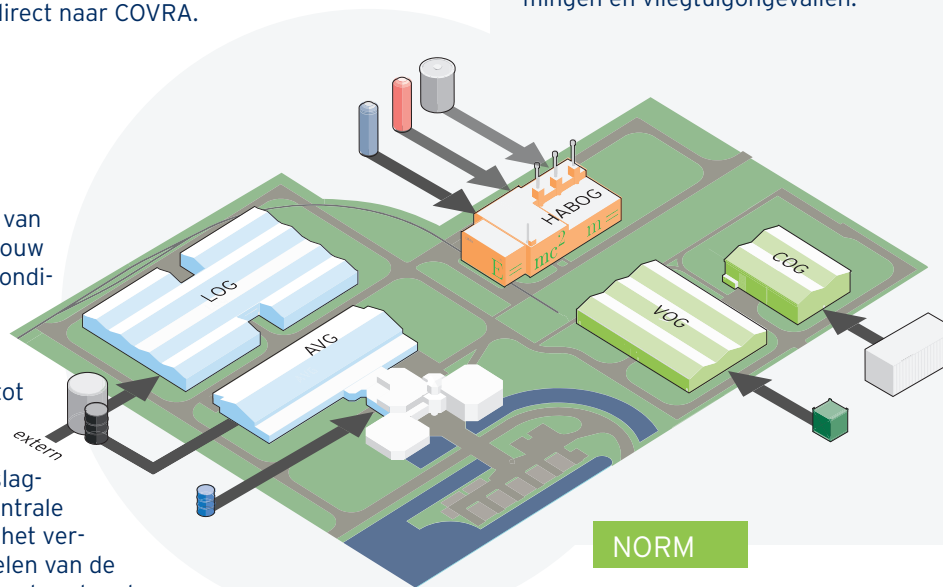 direct naar COVRA.
mingen en vliegtuigongevallen.
van
ouw
ondi-
tot
slag-
ntrale
het ver-
elen van de
HABOG
E = mc² m =
LOG
AVG
VOG
COG
extern
NORM